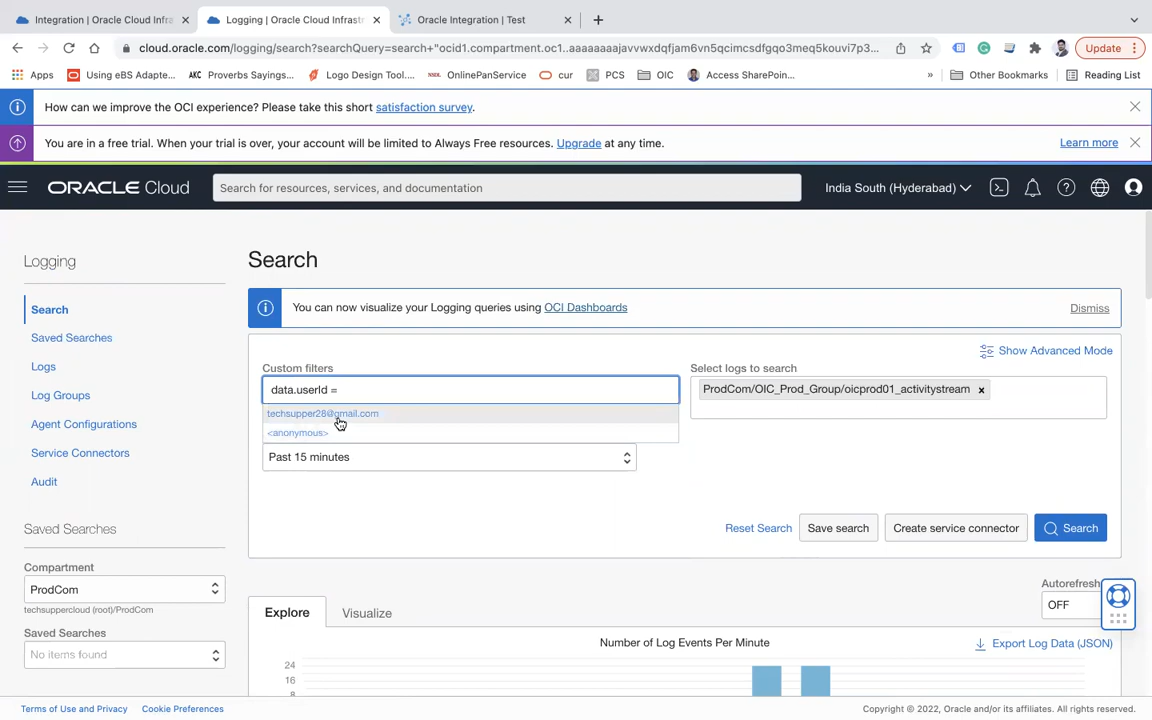 Integration | Oracle Cloud Infra
Logging | Oracle Cloud Infrast
Oracle Integration | Test
cloud.oracle.com/logging/search?searchQuery=search+"ocid1.compartment.oc1..aaaaaaaajavvwxdqfjam6vn5qcimcsdfgqo3meq5kouvi7p3...
Update
Apps
Using eBS Adapte...
AKC Proverbs Sayings...
Logo Design Tool....
OnlinePanService
cur
PCS
OIC
Access SharePoin...
»
Other Bookmarks
Reading List
How can we improve the OCI experience? Please take this short satisfaction survey.
You are in a free trial. When your trial is over, your account will be limited to Always Free resources. Upgrade at any time.
Learn more
ORACLE Cloud
Search for resources, services, and documentation
India South (Hyderabad)
Logging
Search
Saved Searches
Logs
Log Groups
Agent Configurations
Service Connectors
Audit
Saved Searches
Compartment
ProdCom
techsuppercloud (root)/ProdCom
Saved Searches
No items found
Search
You can now visualize your Logging queries using OCI Dashboards
Dismiss
Show Advanced Mode
Custom filters
data.userId =
techsupper28@gmail.com
<anonymous>
Past 15 minutes
Select logs to search
ProdCom/OIC_Prod_Group/oicprod01_activitystream x
Reset Search
Save search
Create service connector
Search
Autorefresh
OFF
Explore
Visualize
Number of Log Events Per Minute
Export Log Data (JSON)
24
16
8
Terms of Use and Privacy
Cookie Preferences
Copyright © 2022, Oracle and/or its affiliates. All rights reserved.